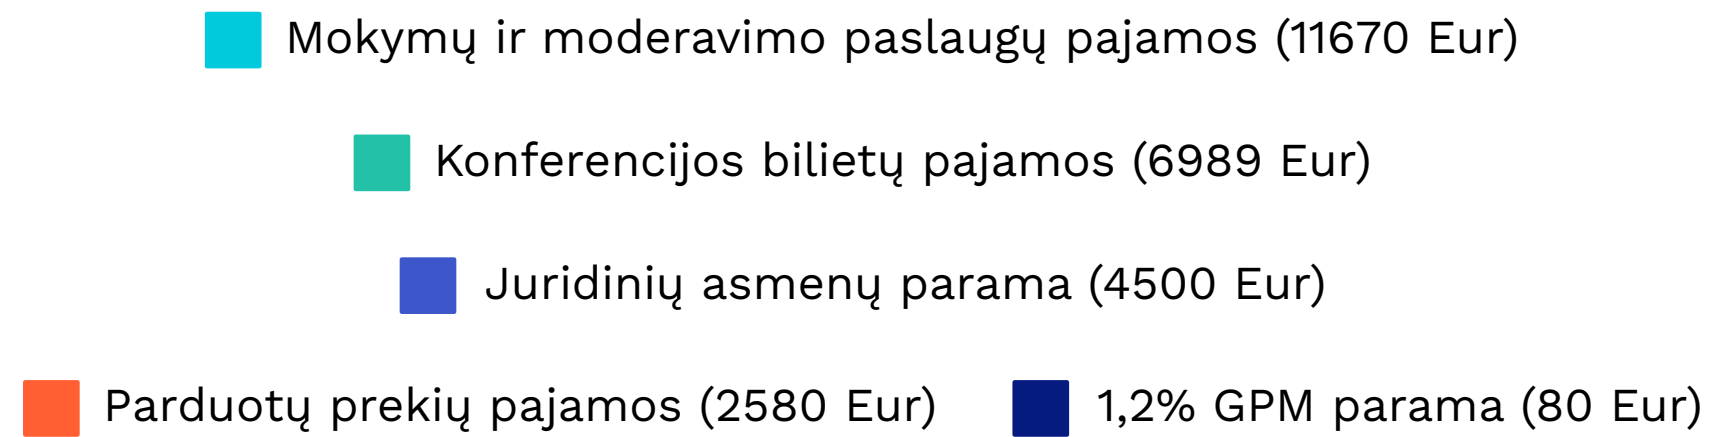 Mokymų ir moderavimo paslaugų pajamos (11670 Eur)
Konferencijos bilietų pajamos (6989 Eur)
Juridinių asmenų parama (4500 Eur)
Parduotų prekių pajamos (2580 Eur) 1,2% GPM parama (80 Eur)